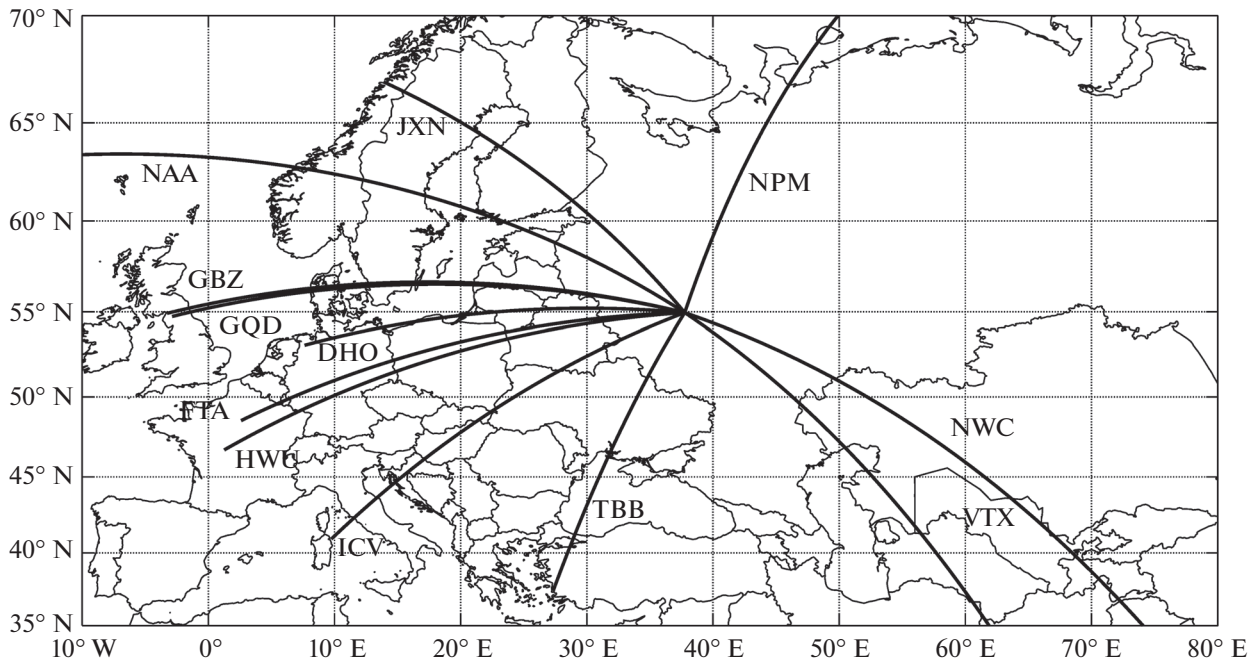 70° N
JXN
65° N
NAA
NPM
60° N
GBZ
55° N
GQD
DHO
50° N
FTA
NWC
HWU
45° N
TBB
VTX
ICV
40° N
35° N
10° W 0° 10° E 20° E 30° E 40° E 50° E 60° E 70° E 80° E